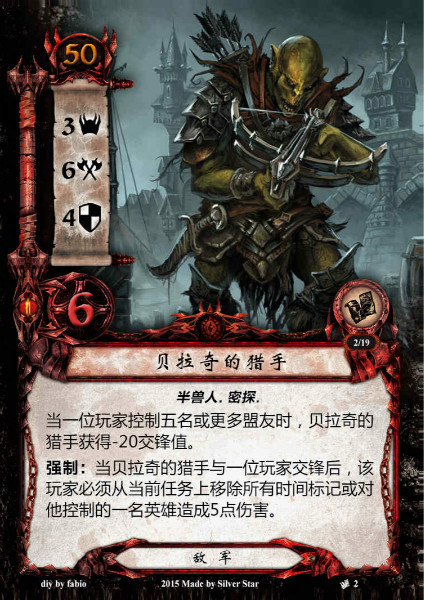 50
3
6
4
6
2/19
贝拉奇的猎手
半兽人. 密探.
当一位玩家控制五名或更多盟友时，贝拉奇的
猎手获得-20交锋值。
强制：当贝拉奇的猎手与一位玩家交锋后，该
玩家必须从当前任务上移除所有时间标记或对
他控制的一名英雄造成5点伤害。
敌军
diy by fabio 2015 Made by Silver Star 2